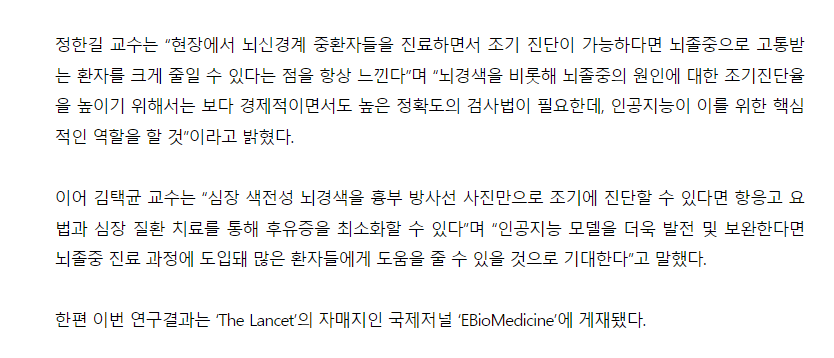 정한길 교수는 “현장에서 뇌신경계 중환자들을 진료하면서 조기 진단이 가능하다면 뇌졸중으로 고통받
는 환자를 크게 줄일 수 있다는 점을 항상 느낀다”며 “뇌경색을 비롯해 뇌졸중의 원인에 대한 조기진단율
을 높이기 위해서는 보다 경제적이면서도 높은 정확도의 검사법이 필요한데, 인공지능이 이를 위한 핵심
적인 역할을 할 것”이라고 밝혔다.
이어 김택균 교수는 “심장 색전성 뇌경색을 흉부 방사선 사진만으로 조기에 진단할 수 있다면 항응고 요
법과 심장 질환 치료를 통해 후유증을 최소화할 수 있다”며 “인공지능 모델을 더욱 발전 및 보완한다면
뇌졸중 진료 과정에 도입돼 많은 환자들에게 도움을 줄 수 있을 것으로 기대한다”고 말했다.
한편 이번 연구결과는 ‘The Lancet’의 자매지인 국제저널 ‘EBioMedicine’에 게재됐다.